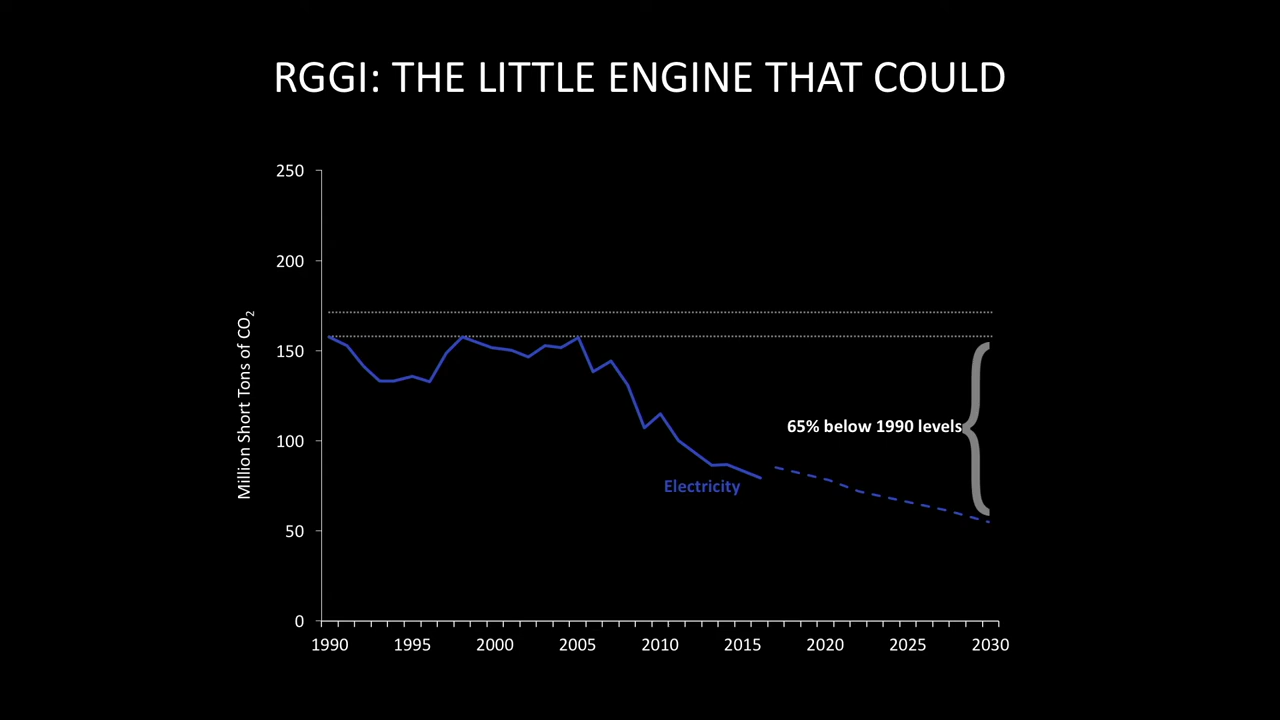 RGGI: THE LITTLE ENGINE THAT COULD
250
200
150
100
50
0
Million Short Tons of CO₂
65% below 1990 levels
Electricity
1990 1995 2000 2005 2010 2015 2020 2025 2030